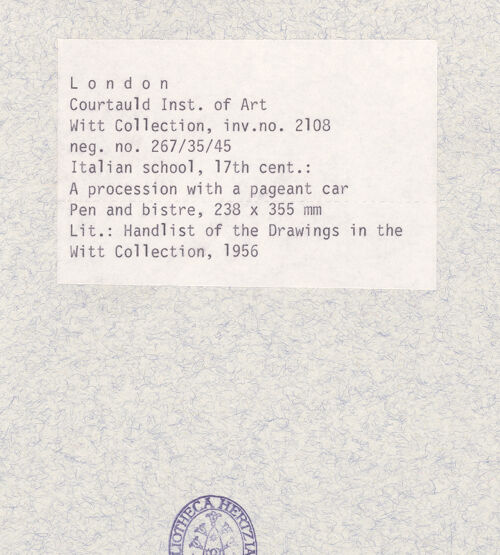 London
Courtauld Inst. of Art
Witt Collection, inv.no. 2108
neg. no. 267/35/45
Italian school, 17th cent.:
A procession with a pageant car
Pen and bistre, 238 x 355 mm
Lit.: Handlist of the Drawings in the
Witt Collection, 1956